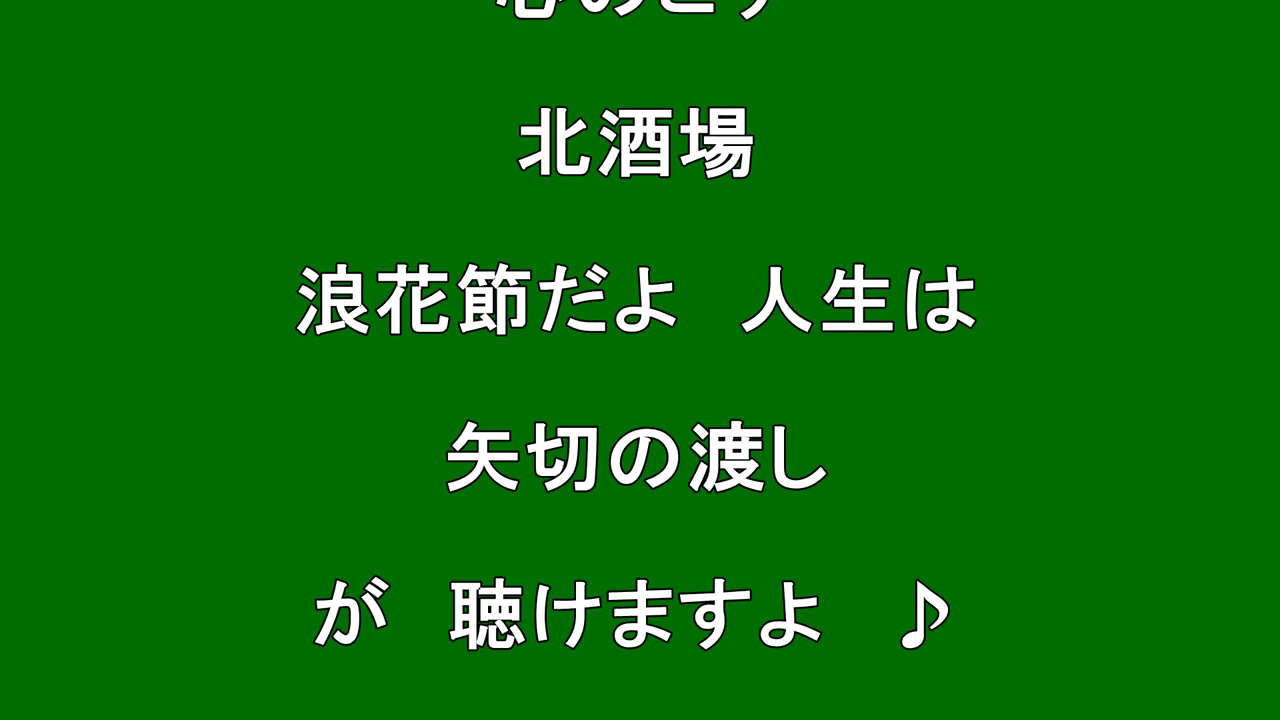 北酒場
浪花節だよ 人生は
矢切の渡し
が 聴けますよ ♪